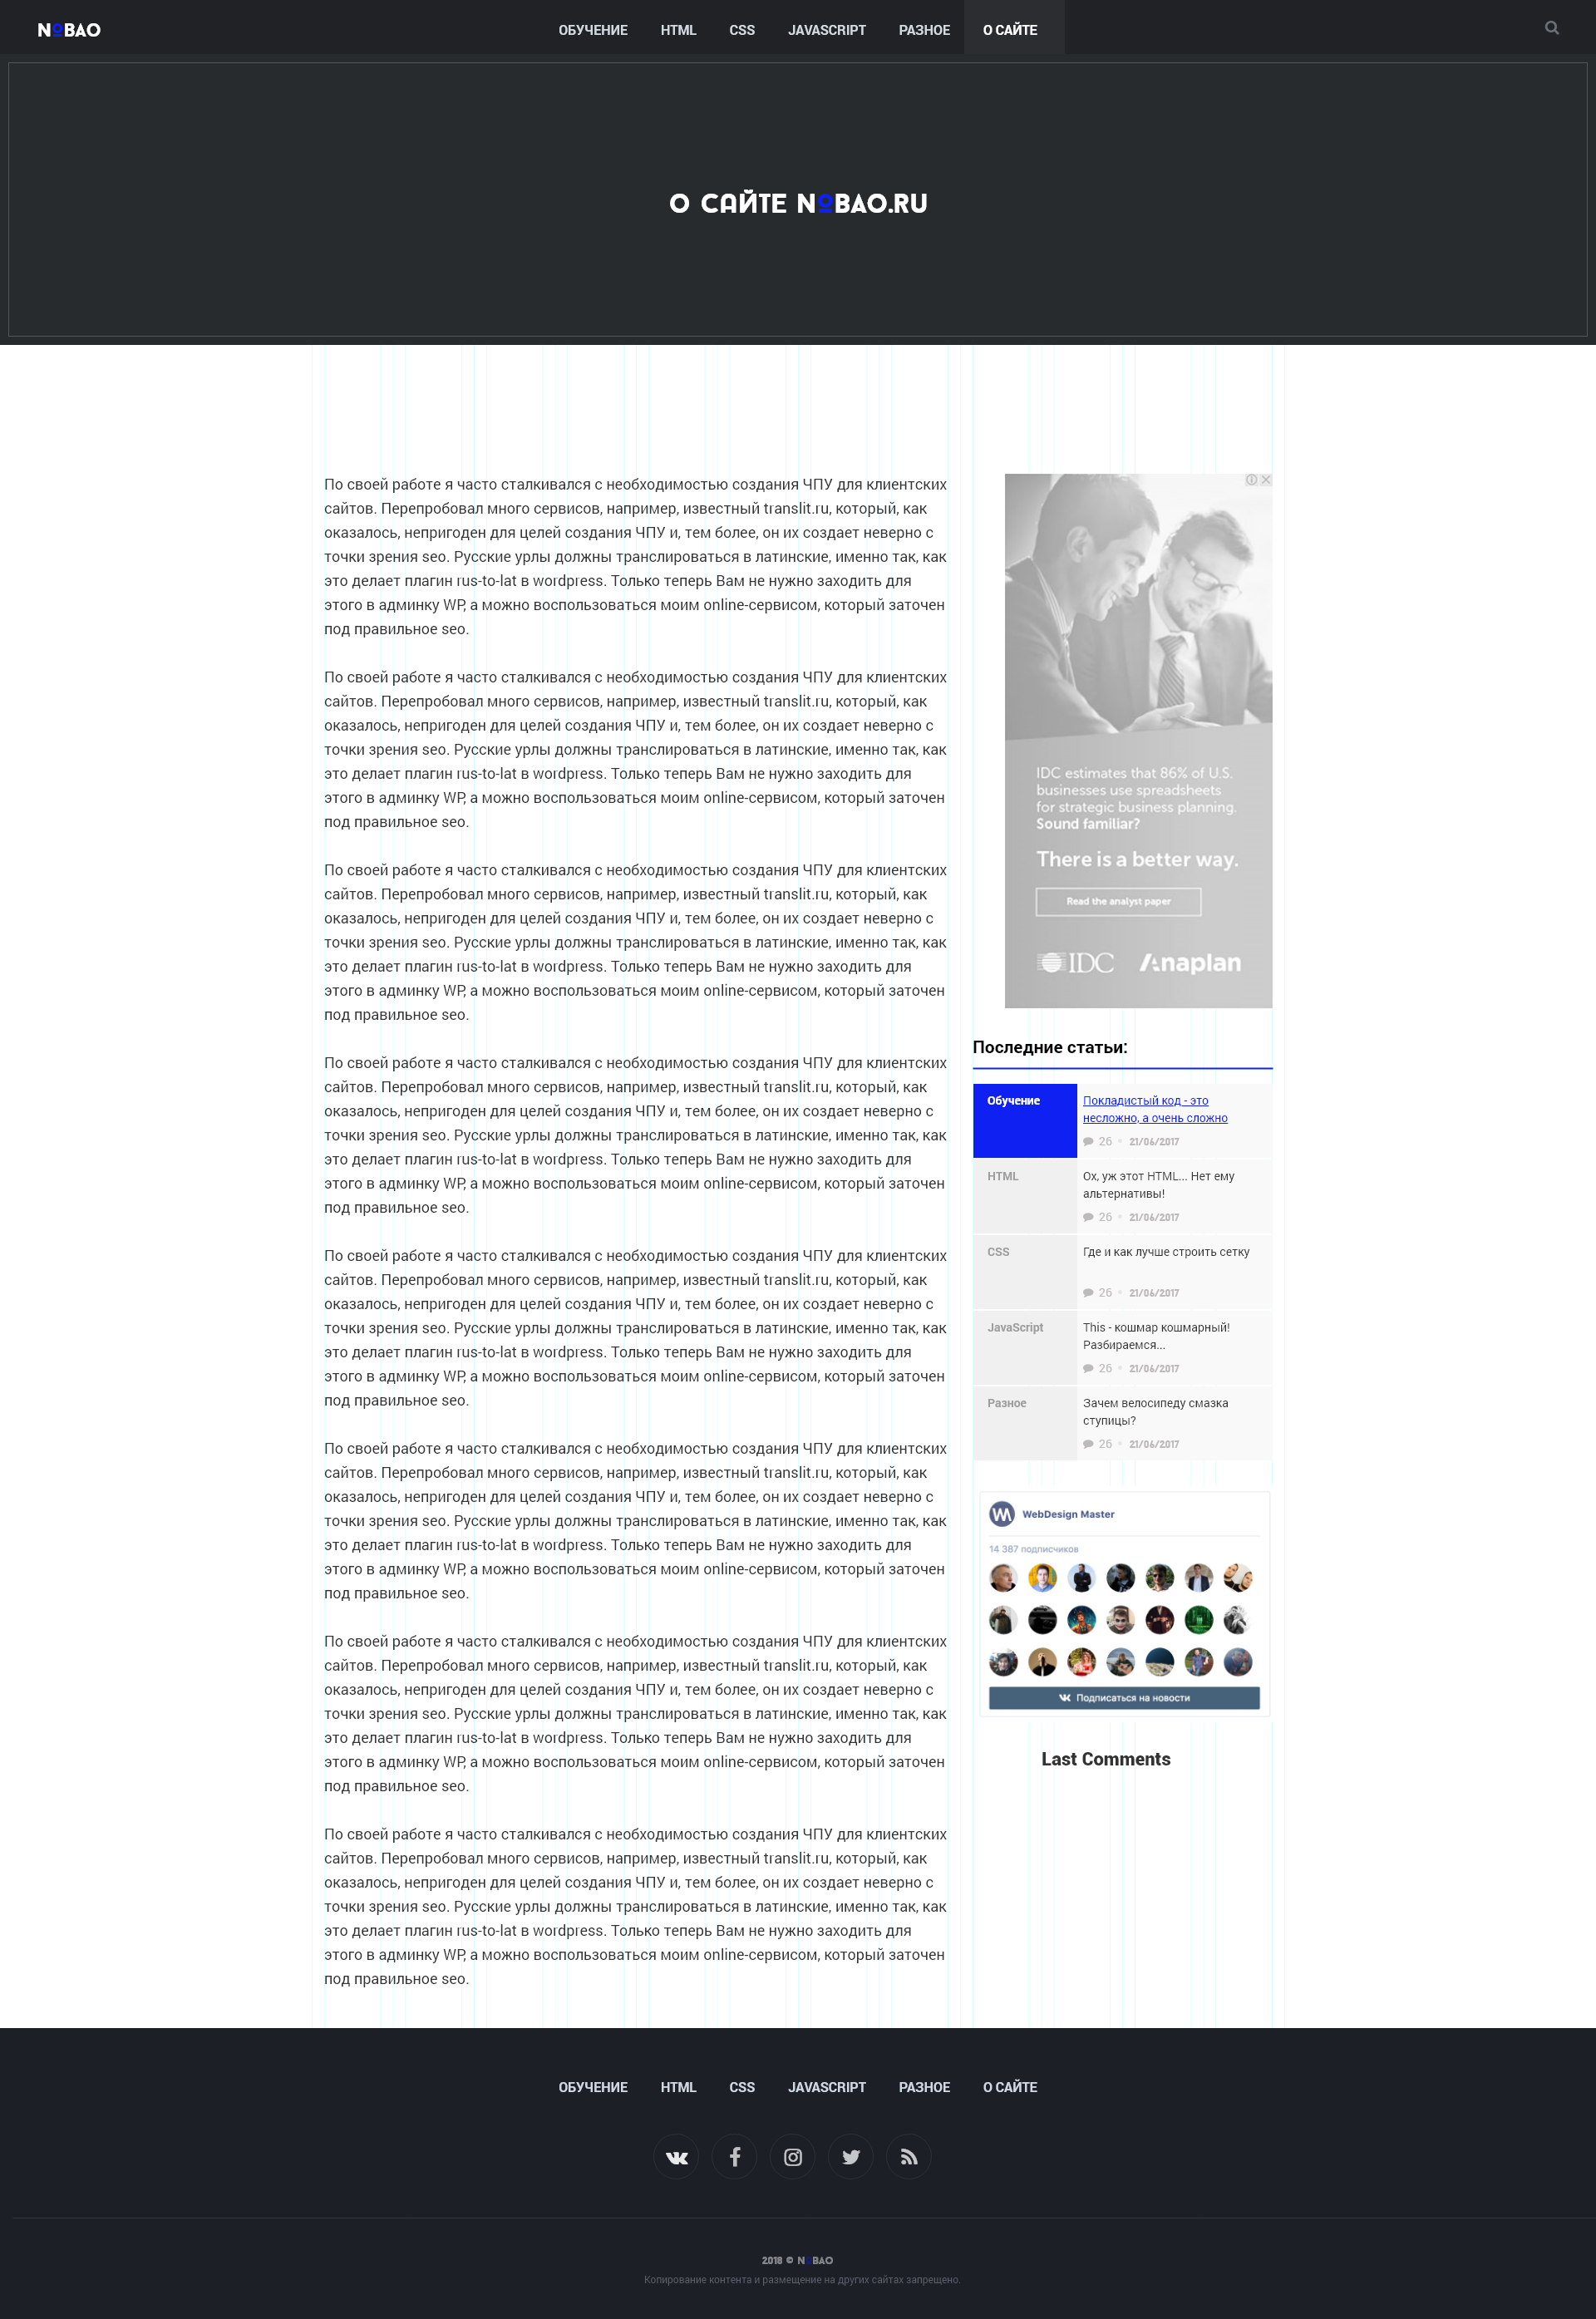 NOBAO
ОБУЧЕНИЕ HTML CSS JAVASCRIPT РАЗНОЕ О САЙТЕ
О САЙТЕ NOBAO.RU
По своей работе я часто сталкивался с необходимостью создания ЧПУ для клиентских
сайтов. Перепробовал много сервисов, например, известный translit.ru, который, как
оказалось, непригоден для целей создания ЧПУ и, тем более, он их создает неверно с
точки зрения seo. Русские урлы должны транслироваться в латинские, именно так, как
это делает плагин rus-to-lat в wordpress. Только теперь Вам не нужно заходить для
этого в админку WP, а можно воспользоваться моим online-сервисом, который заточен
под правильное seo.
По своей работе я часто сталкивался с необходимостью создания ЧПУ для клиентских
сайтов. Перепробовал много сервисов, например, известный translit.ru, который, как
оказалось, непригоден для целей создания ЧПУ и, тем более, он их создает неверно с
точки зрения seo. Русские урлы должны транслироваться в латинские, именно так, как
это делает плагин rus-to-lat в wordpress. Только теперь Вам не нужно заходить для
этого в админку WP, а можно воспользоваться моим online-сервисом, который заточен
под правильное seo.
По своей работе я часто сталкивался с необходимостью создания ЧПУ для клиентских
сайтов. Перепробовал много сервисов, например, известный translit.ru, который, как
оказалось, непригоден для целей создания ЧПУ и, тем более, он их создает неверно с
точки зрения seo. Русские урлы должны транслироваться в латинские, именно так, как
это делает плагин rus-to-lat в wordpress. Только теперь Вам не нужно заходить для
этого в админку WP, а можно воспользоваться моим online-сервисом, который заточен
под правильное seo.
По своей работе я часто сталкивался с необходимостью создания ЧПУ для клиентских
сайтов. Перепробовал много сервисов, например, известный translit.ru, который, как
оказалось, непригоден для целей создания ЧПУ и, тем более, он их создает неверно с
точки зрения seo. Русские урлы должны транслироваться в латинские, именно так, как
это делает плагин rus-to-lat в wordpress. Только теперь Вам не нужно заходить для
этого в админку WP, а можно воспользоваться моим online-сервисом, который заточен
под правильное seo.
По своей работе я часто сталкивался с необходимостью создания ЧПУ для клиентских
сайтов. Перепробовал много сервисов, например, известный translit.ru, который, как
оказалось, непригоден для целей создания ЧПУ и, тем более, он их создает неверно с
точки зрения seo. Русские урлы должны транслироваться в латинские, именно так, как
это делает плагин rus-to-lat в wordpress. Только теперь Вам не нужно заходить для
этого в админку WP, а можно воспользоваться моим online-сервисом, который заточен
под правильное seo.
По своей работе я часто сталкивался с необходимостью создания ЧПУ для клиентских
сайтов. Перепробовал много сервисов, например, известный translit.ru, который, как
оказалось, непригоден для целей создания ЧПУ и, тем более, он их создает неверно с
точки зрения seo. Русские урлы должны транслироваться в латинские, именно так, как
это делает плагин rus-to-lat в wordpress. Только теперь Вам не нужно заходить для
этого в админку WP, а можно воспользоваться моим online-сервисом, который заточен
под правильное seo.
По своей работе я часто сталкивался с необходимостью создания ЧПУ для клиентских
сайтов. Перепробовал много сервисов, например, известный translit.ru, который, как
оказалось, непригоден для целей создания ЧПУ и, тем более, он их создает неверно с
точки зрения seo. Русские урлы должны транслироваться в латинские, именно так, как
это делает плагин rus-to-lat в wordpress. Только теперь Вам не нужно заходить для
этого в админку WP, а можно воспользоваться моим online-сервисом, который заточен
под правильное seo.
По своей работе я часто сталкивался с необходимостью создания ЧПУ для клиентских
сайтов. Перепробовал много сервисов, например, известный translit.ru, который, как
оказалось, непригоден для целей создания ЧПУ и, тем более, он их создает неверно с
точки зрения seo. Русские урлы должны транслироваться в латинские, именно так, как
это делает плагин rus-to-lat в wordpress. Только теперь Вам не нужно заходить для
этого в админку WP, а можно воспользоваться моим online-сервисом, который заточен
под правильное seo.
IDC estimates that 86% of U.S.
businesses use spreadsheets
for strategic business planning.
Sound familiar?
There is a better way.
Read the analyst paper
IDC Anaplan
Последние статьи:
Обучение
Покладистый код - это
несложно, а очень сложно
26 21/06/2017
HTML
Ох, уж этот HTML... Нет ему
альтернативы!
26 21/06/2017
CSS
Где и как лучше строить сетку
26 21/06/2017
JavaScript
This - кошмар кошмарный!
Разбираемся...
26 21/06/2017
Разное
Зачем велосипеду смазка
ступицы?
26 21/06/2017
WebDesign Master
14 387 подписчиков
Подписаться на новости
Last Comments
ОБУЧЕНИЕ HTML CSS JAVASCRIPT РАЗНОЕ О САЙТЕ
2018 © NOBAO
Копирование контента и размещение на других сайтах запрещено.